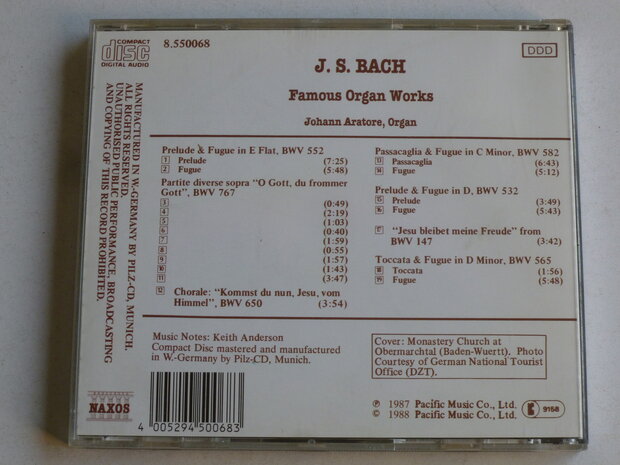 COMPACT
disc
DIGITAL AUDIO
8.550068
DDD
J. S. BACH
Famous Organ Works
Johann Aratore, Organ
MANUFACTURED IN W.-GERMANY BY PILZ-CD, MUNICH.
ALL RIGHTS RESERVED.
UNAUTHORISED PUBLIC PERFORMANCE, BROADCASTING
AND COPYING OF THIS RECORD PROHIBITED.
Prelude & Fugue in E Flat, BWV 552
1 Prelude (7:25)
2 Fugue (5:48)
Partite diverse sopra "O Gott, du frommer
Gott", BWV 767
3 (0:49)
4 (2:19)
5 (1:03)
6 (0:40)
7 (1:59)
8 (0:55)
9 (1:57)
10 (1:43)
11 (3:47)
12 Chorale: "Kommst du nun, Jesu, vom
Himmel", BWV 650 (3:54)
Passacaglia & Fugue in C Minor, BWV 582
13 Passacaglia (6:43)
14 Fugue (5:12)
Prelude & Fugue in D, BWV 532
15 Prelude (3:49)
16 Fugue (5:43)
17 "Jesu bleibet meine Freude" from
BWV 147 (3:42)
Toccata & Fugue in D Minor, BWV 565
18 Toccata (1:56)
19 Fugue (5:48)
Music Notes: Keith Anderson
Compact Disc mastered and manufactured
in W.-Germany by Pilz-CD, Munich.
Cover: Monastery Church at
Obermarchtal (Baden-Wuertt). Photo
Courtesy of German National Tourist
Office (DZT).
NAXOS
4 005294 500683
℗ 1987 Pacific Music Co., Ltd.
© 1988 Pacific Music Co., Ltd.
9158